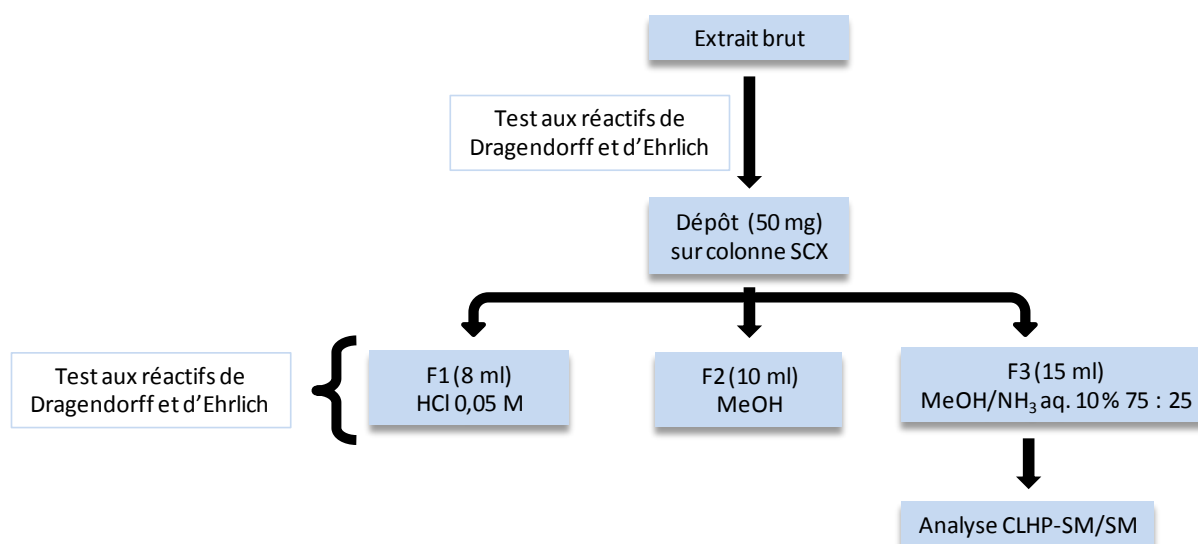 Extrait brut
Test aux réactifs de
Dragendorff et d’Ehrlich
Dépôt (50 mg)
sur colonne SCX
Test aux réactifs de
Dragendorff et d’Ehrlich
F1 (8 ml)
HCl 0,05 M
F2 (10 ml)
MeOH
F3 (15 ml)
MeOH/NH₃ aq. 10 % 75 : 25
Analyse CLHP-SM/SM